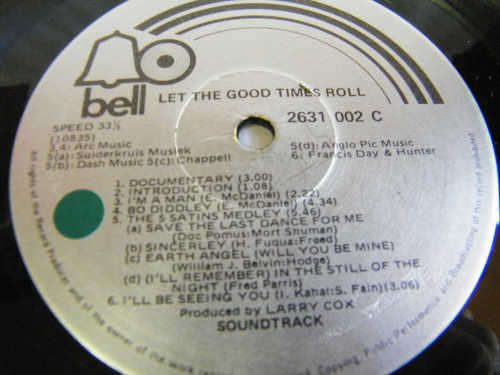 bell
LET THE GOOD TIMES ROLL
2631 002 C
SPEED 33⅓
(10835)
3,4: Arc Music
5(a): Suiderkruis Musiek
5(b): Dash Music 5(c): Chappell
5(d): Anglo Pic Music
6: Francis Day & Hunter
1. DOCUMENTARY (3.00)
2. INTRODUCTION (1.08)
3. I'M A MAN (E. McDaniel) (2.22)
4. BO DIDDLEY (E. McDaniel) (4.34)
5. THE 5 SATINS MEDLEY (5.46)
(a) SAVE THE LAST DANCE FOR ME
(Doc Pomus:Mort Shuman)
(b) SINCERLEY (H. Fuqua:Freed)
(c) EARTH ANGEL (WILL YOU BE MINE)
(William J. Belvin:Hodge)
(d) (I'LL REMEMBER) IN THE STILL OF THE
NIGHT (Fred Parris)
6. I'LL BE SEEING YOU (I. Kahal:S. Fain)(3.06)
Produced by LARRY COX
SOUNDTRACK